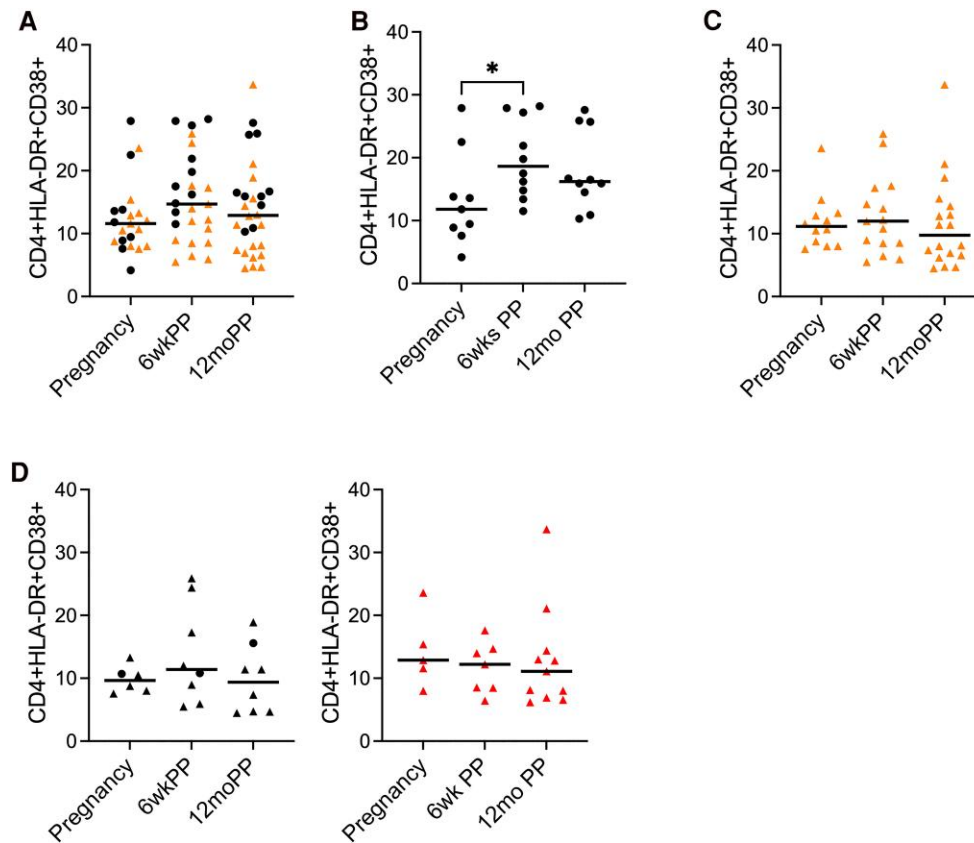 A
CD4+HLA-DR+CD38+
40
30
20
10
0
Pregnancy
6wkPP
12moPP
B
CD4+HLA-DR+CD38+
40
30
20
10
0
*
Pregnancy
6wks PP
12mo PP
C
CD4+HLA-DR+CD38+
40
30
20
10
0
Pregnancy
6wkPP
12moPP
D
CD4+HLA-DR+CD38+
40
30
20
10
0
Pregnancy
6wkPP
12moPP
CD4+HLA-DR+CD38+
40
30
20
10
0
Pregnancy
6wk PP
12mo PP